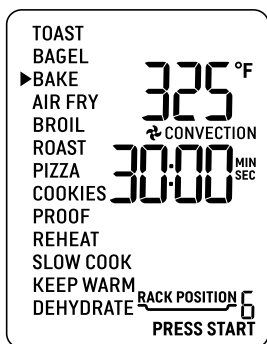 TOAST
BAGEL
▶BAKE
AIR FRY
BROIL
ROAST
PIZZA
COOKIES
PROOF
REHEAT
SLOW COOK
KEEP WARM
DEHYDRATE
325°F
CONVECTION
30:00 MIN SEC
RACK POSITION 6
PRESS START